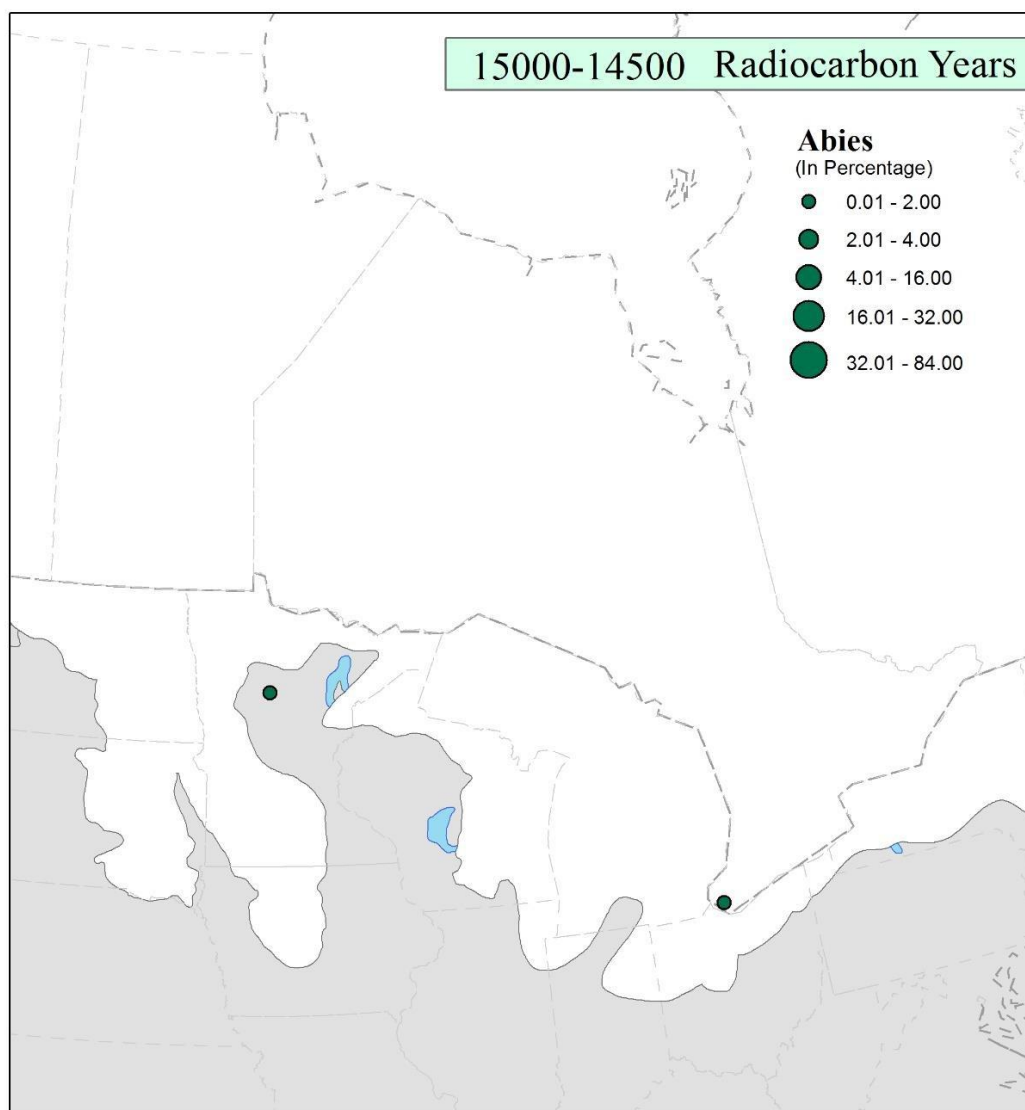 15000-14500 Radiocarbon Years
Abies
(In Percentage)
0.01 - 2.00
2.01 - 4.00
4.01 - 16.00
16.01 - 32.00
32.01 - 84.00